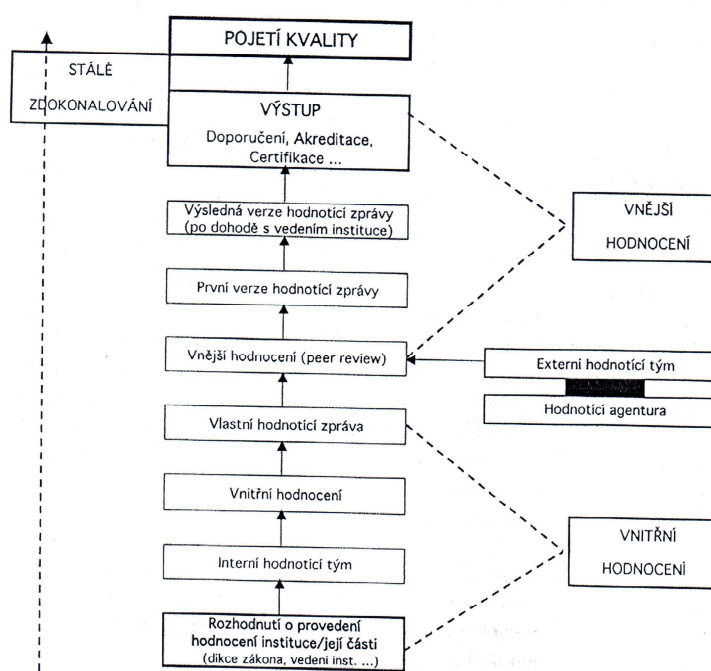 POJETÍ KVALITY
STÁLÉ
ZDOKONALOVÁNÍ
VÝSTUP
Doporučení, Akreditace,
Certifikace ...
Výsledná verze hodnotící zprávy
(po dohodě s vedením instituce)
VNĚJŠÍ
HODNOCENÍ
První verze hodnotící zprávy
Vnější hodnocení (peer review)
Externí hodnotící tým
Hodnotící agentura
Vlastní hodnotící zpráva
Vnitřní hodnocení
VNITŘNÍ
HODNOCENÍ
Interní hodnotící tým
Rozhodnutí o provedení
hodnocení instituce/její části
(dikce zákona, vedení inst. ...)